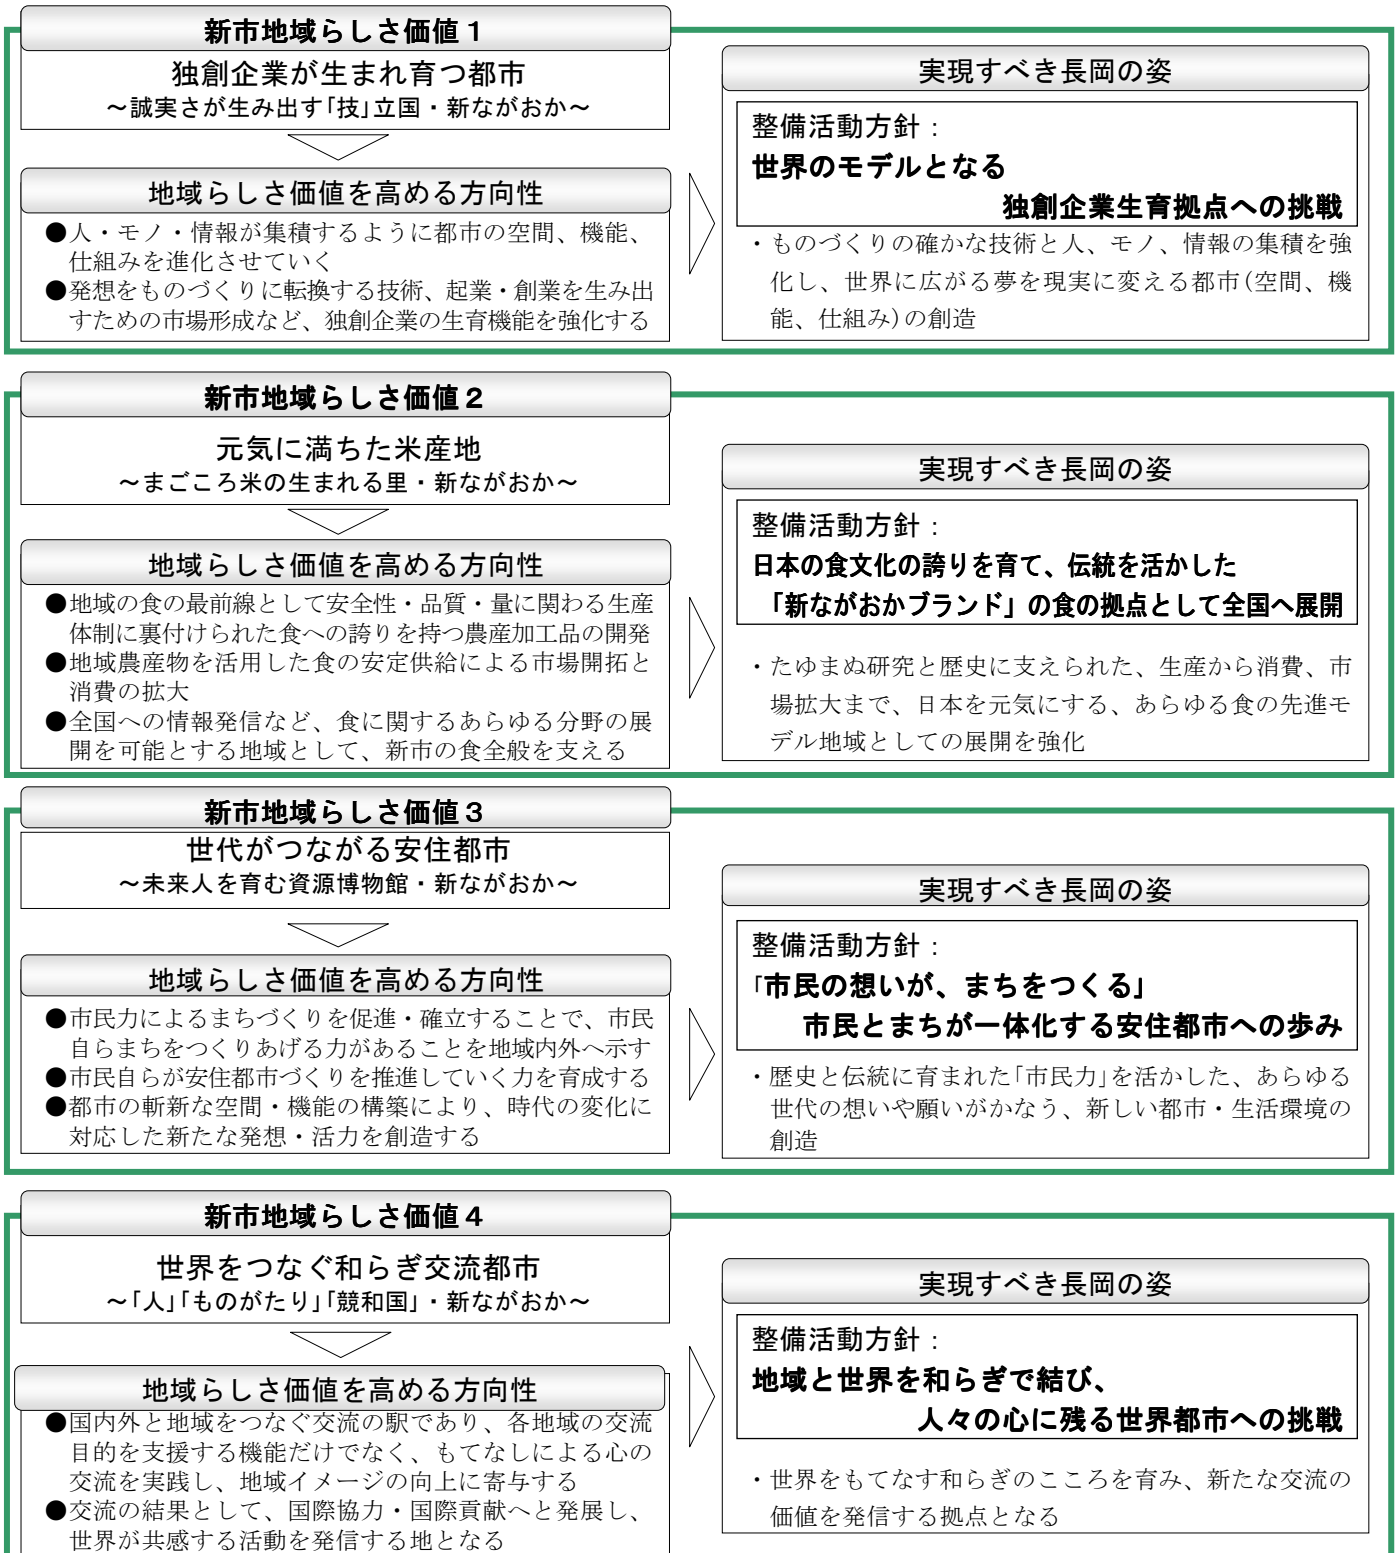 新市地域らしさ価値１
独創企業が生まれ育つ都市
～誠実さが生み出す「技」立国・新ながおか～
地域らしさ価値を高める方向性
●人・モノ・情報が集積するように都市の空間、機能、
仕組みを進化させていく
●発想をものづくりに転換する技術、起業・創業を生み出
すための市場形成など、独創企業の生育機能を強化する
実現すべき長岡の姿
整備活動方針：
世界のモデルとなる
独創企業生育拠点への挑戦
・ものづくりの確かな技術と人、モノ、情報の集積を強
化し、世界に広がる夢を現実に変える都市(空間、機
能、仕組み)の創造
新市地域らしさ価値２
元気に満ちた米産地
～まごころ米の生まれる里・新ながおか～
地域らしさ価値を高める方向性
●地域の食の最前線として安全性・品質・量に関わる生産
体制に裏付けられた食への誇りを持つ農産加工品の開発
●地域農産物を活用した食の安定供給による市場開拓と
消費の拡大
●全国への情報発信など、食に関するあらゆる分野の展
開を可能とする地域として、新市の食全般を支える
実現すべき長岡の姿
整備活動方針：
日本の食文化の誇りを育て、伝統を活かした
「新ながおかブランド」の食の拠点として全国へ展開
・たゆまぬ研究と歴史に支えられた、生産から消費、市
場拡大まで、日本を元気にする、あらゆる食の先進モ
デル地域としての展開を強化
新市地域らしさ価値３
世代がつながる安住都市
～未来人を育む資源博物館・新ながおか～
地域らしさ価値を高める方向性
●市民力によるまちづくりを促進・確立することで、市民
自らまちをつくりあげる力があることを地域内外へ示す
●市民自らが安住都市づくりを推進していく力を育成する
●都市の斬新な空間・機能の構築により、時代の変化に
対応した新たな発想・活力を創造する
実現すべき長岡の姿
整備活動方針：
「市民の想いが、まちをつくる」
市民とまちが一体化する安住都市への歩み
・歴史と伝統に育まれた「市民力」を活かした、あらゆる
世代の想いや願いがかなう、新しい都市・生活環境の
創造
新市地域らしさ価値４
世界をつなぐ和らぎ交流都市
～「人」「ものがたり」「競和国」・新ながおか～
地域らしさ価値を高める方向性
●国内外と地域をつなぐ交流の駅であり、各地域の交流
目的を支援する機能だけでなく、もてなしによる心の
交流を実践し、地域イメージの向上に寄与する
●交流の結果として、国際協力・国際貢献へと発展し、
世界が共感する活動を発信する地となる
実現すべき長岡の姿
整備活動方針：
地域と世界を和らぎで結び、
人々の心に残る世界都市への挑戦
・世界をもてなす和らぎのこころを育み、新たな交流の
価値を発信する拠点となる